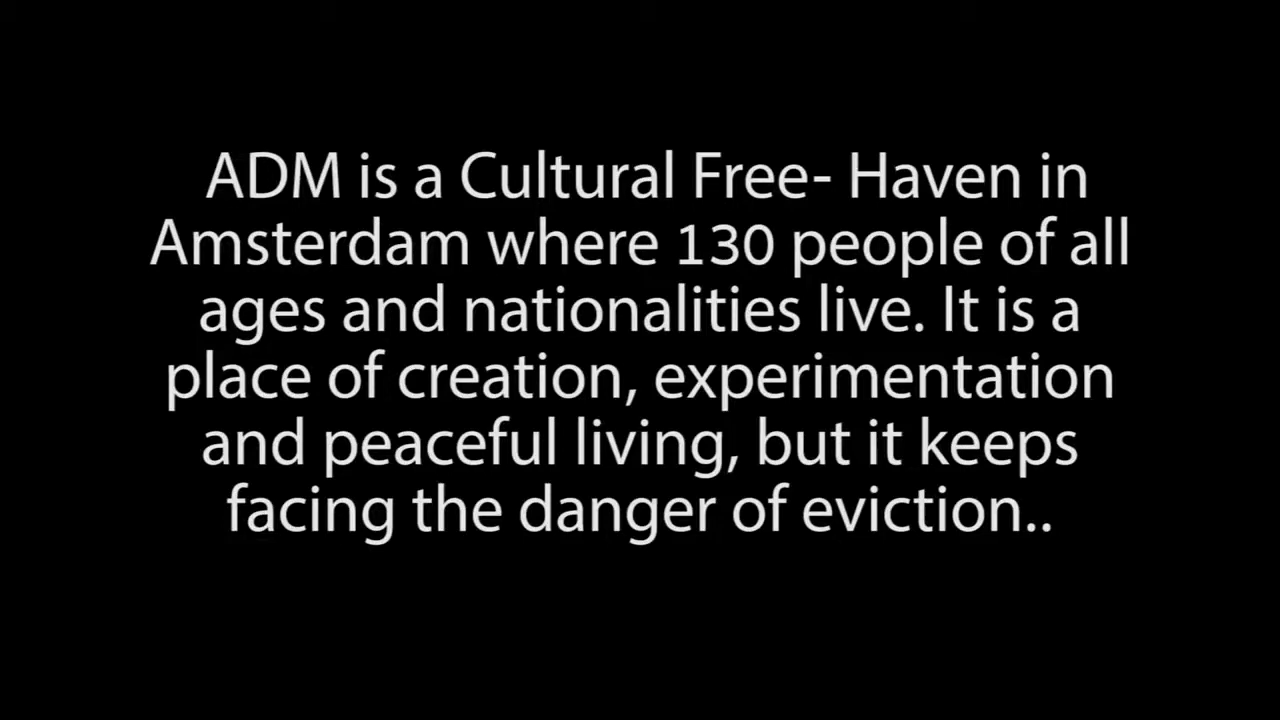 ADM is a Cultural Free- Haven in
Amsterdam where 130 people of all
ages and nationalities live. It is a
place of creation, experimentation
and peaceful living, but it keeps
facing the danger of eviction..